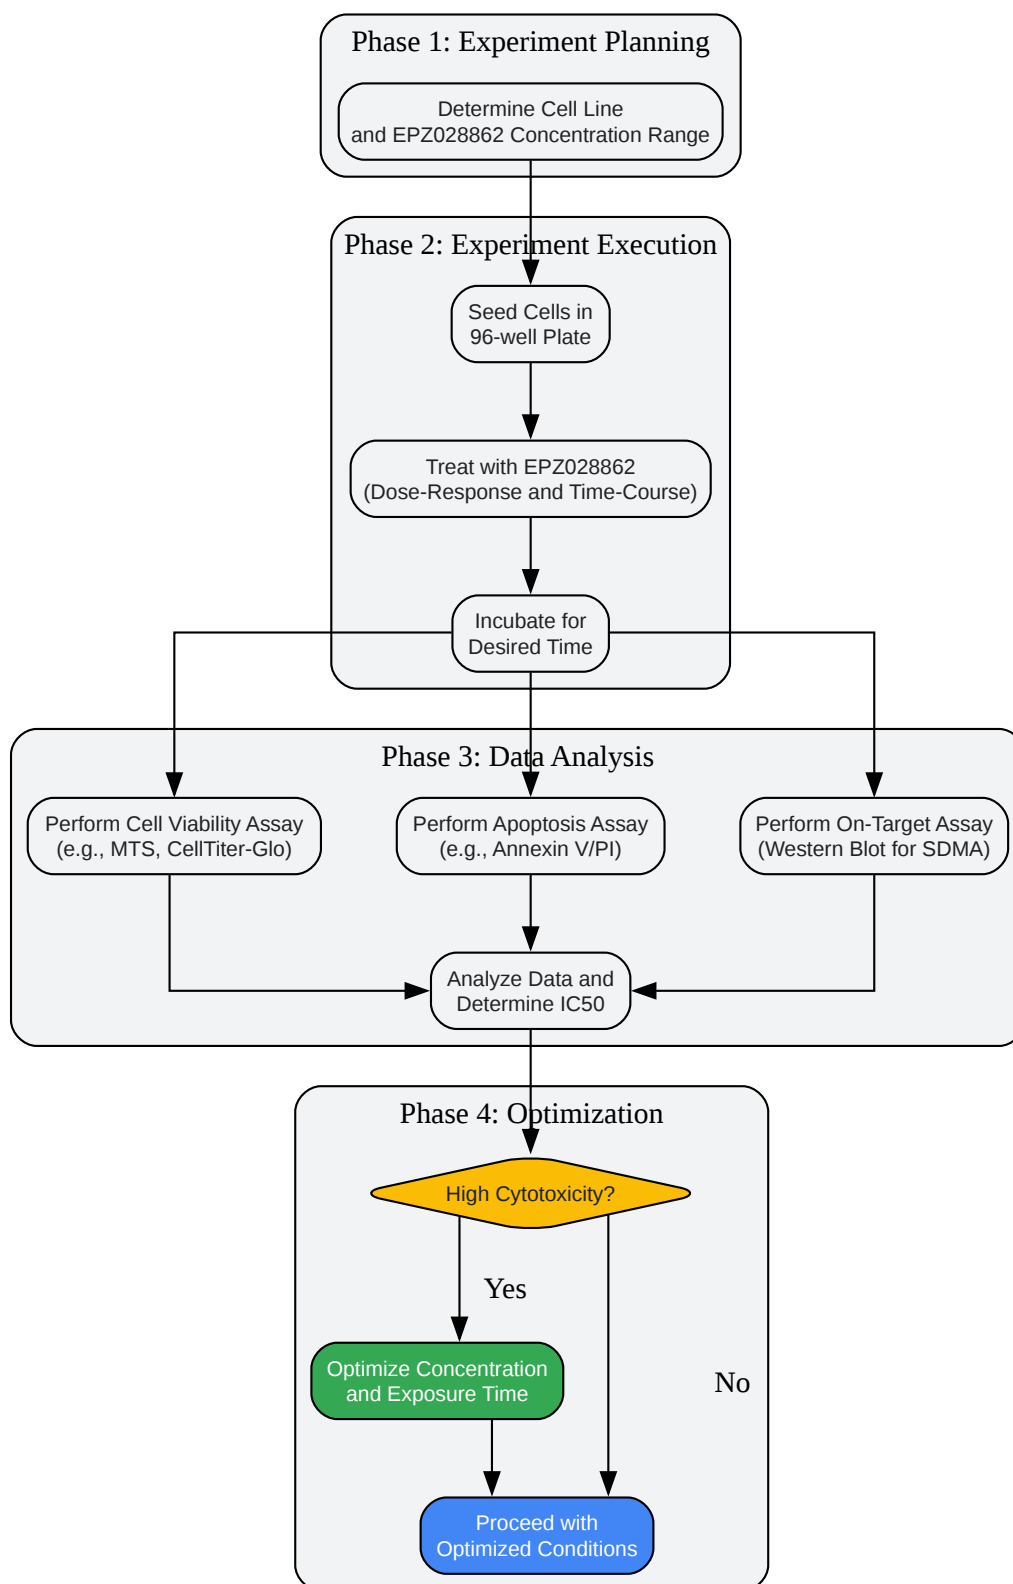 Phase 1: Experiment Planning
Determine Cell Line
and EPZ028862 Concentration Range
Phase 2: Experiment Execution
Seed Cells in
96-well Plate
Treat with EPZ028862
(Dose-Response and Time-Course)
Incubate for
Desired Time
Phase 3: Data Analysis
Perform Cell Viability Assay
(e.g., MTS, CellTiter-Glo)
Perform Apoptosis Assay
(e.g., Annexin V/PI)
Perform On-Target Assay
(Western Blot for SDMA)
Analyze Data and
Determine IC50
Phase 4: Optimization
High Cytotoxicity?
Yes
Optimize Concentration
and Exposure Time
No
Proceed with
Optimized Conditions